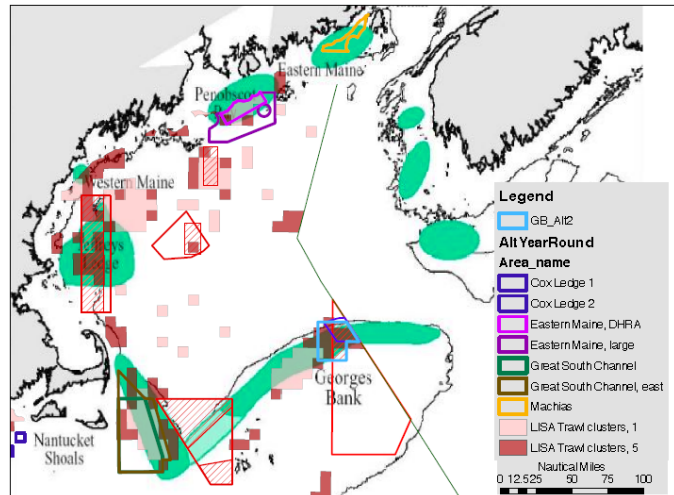 Eastern Maine
Penobscot
Western Maine
Jeffreys
Ledge
Georges
Bank
Nantucket
Shoals
Legend
GB_Alt2
AltYearRound
Area_name
Cox Ledge 1
Cox Ledge 2
Eastern Maine, DHRA
Eastern Maine, large
Great South Channel
Great South Channel, east
Machias
LISA Trawl clusters, 1
LISA Trawl clusters, 5
Nautical Miles
0 12.525 50 75 100